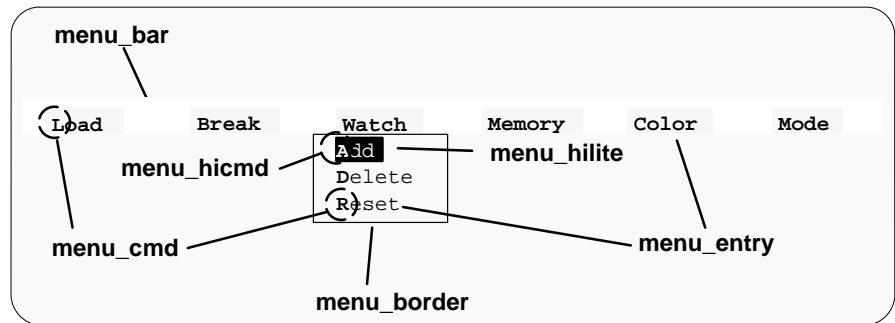 menu_bar
Load Break Watch Memory Color Mode
menu_hicmd Add menu_hilite
Delete
Reset
menu_cmd menu_entry
menu_border